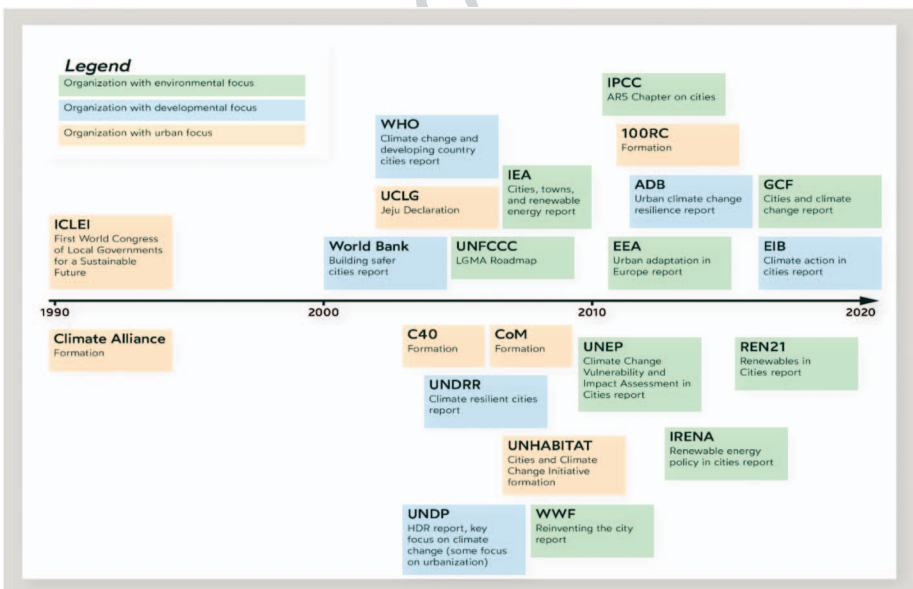 Legend
Organization with environmental focus
Organization with developmental focus
Organization with urban focus
ICLEI
First World Congress
of Local Governments
for a Sustainable
Future
WHO
Climate change and
developing country
cities report
UCLG
Jeju Declaration
World Bank
Building safer
cities report
IEA
Cities, towns,
and renewable
energy report
UNFCCC
LGMA Roadmap
IPCC
AR5 Chapter on cities
100RC
Formation
ADB
Urban climate change
resilience report
EEA
Urban adaptation in
Europe report
GCF
Cities and climate
change report
EIB
Climate action in
cities report
1990
2000
2010
2020
Climate Alliance
Formation
C40
Formation
CoM
Formation
UNDRR
Climate resilient cities
report
UNHABITAT
Cities and Climate
Change Initiative
formation
UNDP
HDR report, key
focus on climate
change (some focus
on urbanization)
WWF
Reinventing the city
report
UNEP
Climate Change
Vulnerability and
Impact Assessment in
Cities report
REN21
Renewables in
Cities report
IRENA
Renewable energy
policy in cities report